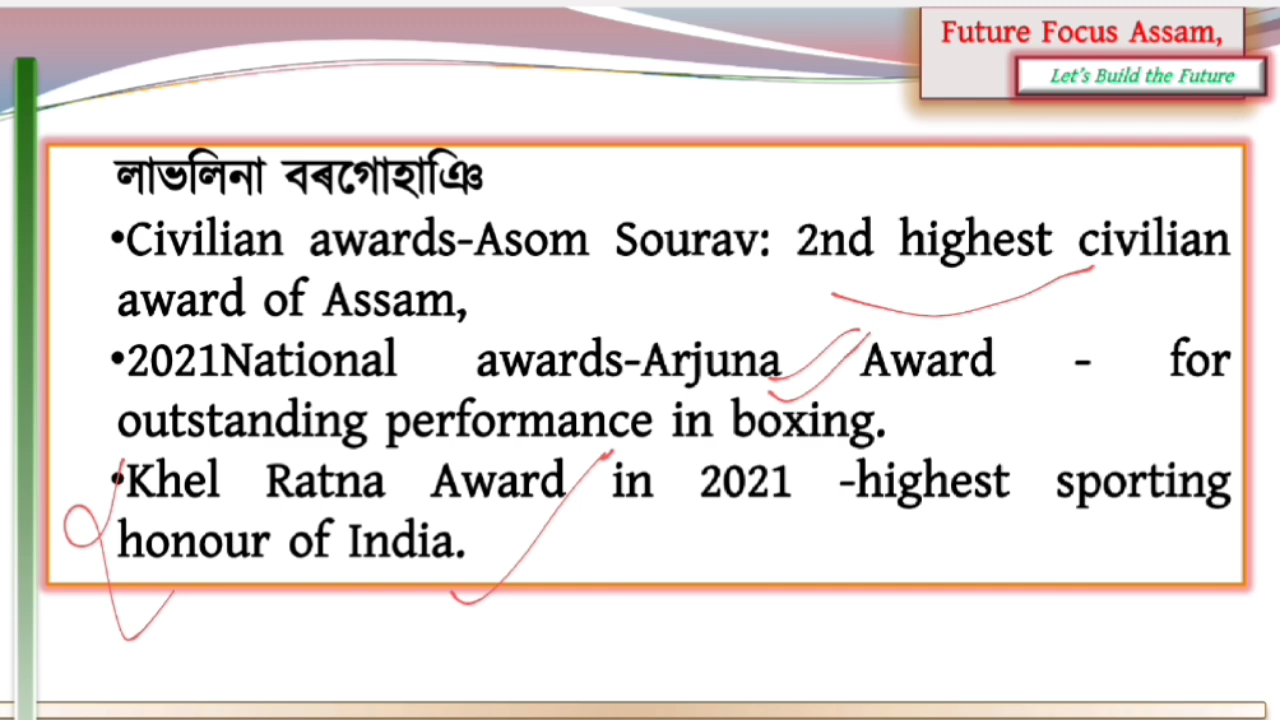 Future Focus Assam,
Let's Build the Future
লাভলিনা বৰগোহাঞি
•Civilian awards-Asom Sourav: 2nd highest civilian
award of Assam,
•2021National awards-Arjuna Award - for
outstanding performance in boxing.
•Khel Ratna Award in 2021 -highest sporting
honour of India.